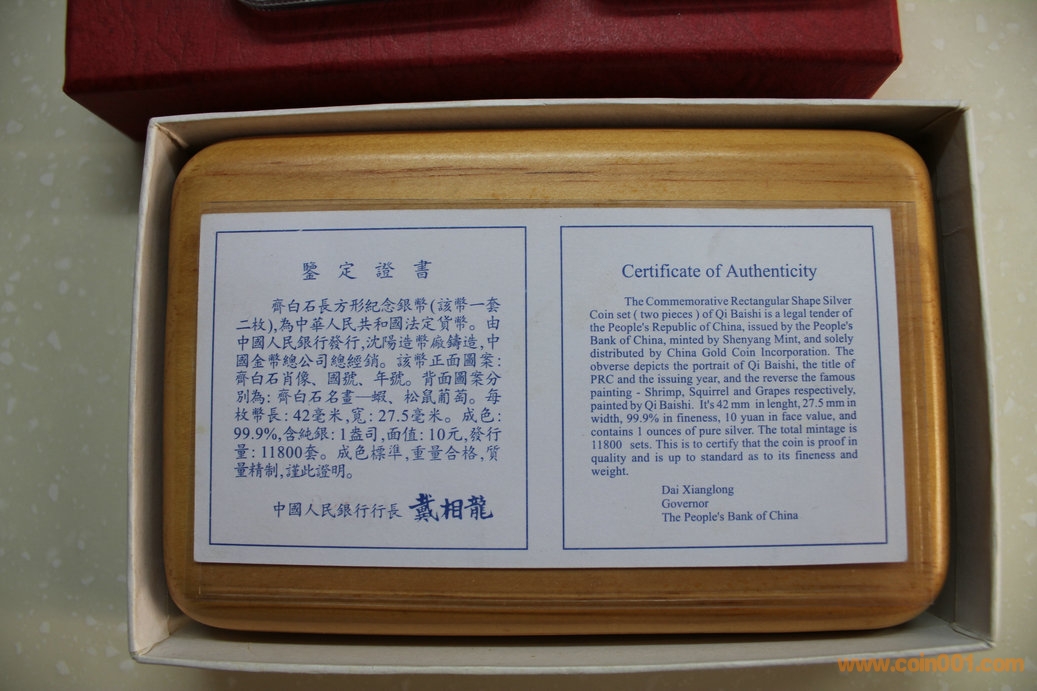 鑒定證書
齊白石長方形紀念銀幣(該幣一套
二枚),為中華人民共和國法定貨幣。由
中國人民銀行發行,沈陽造幣廠鑄造,中
國金幣總公司總經銷。該幣正面圖案:
齊白石肖像、國號、年號。背面圖案分
別為:齊白石名畫—蝦、松鼠葡萄。每
枚幣長:42毫米,寬:27.5毫米。成色:
99.9%,含純銀:1盎司,面值:10元,發行
量:11800套。成色標準,重量合格,質
量精制,謹此證明。
中國人民銀行行長 戴相龍
Certificate of Authenticity
The Commemorative Rectangular Shape Silver
Coin set ( two pieces ) of Qi Baishi is a legal tender of
the People's Republic of China, issued by the People's
Bank of China, minted by Shenyang Mint, and solely
distributed by China Gold Coin Incorporation. The
obverse depicts the portrait of Qi Baishi, the title of
PRC and the issuing year, and the reverse the famous
painting - Shrimp, Squirrel and Grapes respectively,
painted by Qi Baishi. It's 42 mm in lenght, 27.5 mm in
width, 99.9% in fineness, 10 yuan in face value, and
contains 1 ounces of pure silver. The total mintage is
11800 sets. This is to certify that the coin is proof in
quality and is up to standard as to its fineness and
weight.
Dai Xianglong
Governor
The People's Bank of China
www.coin001.com